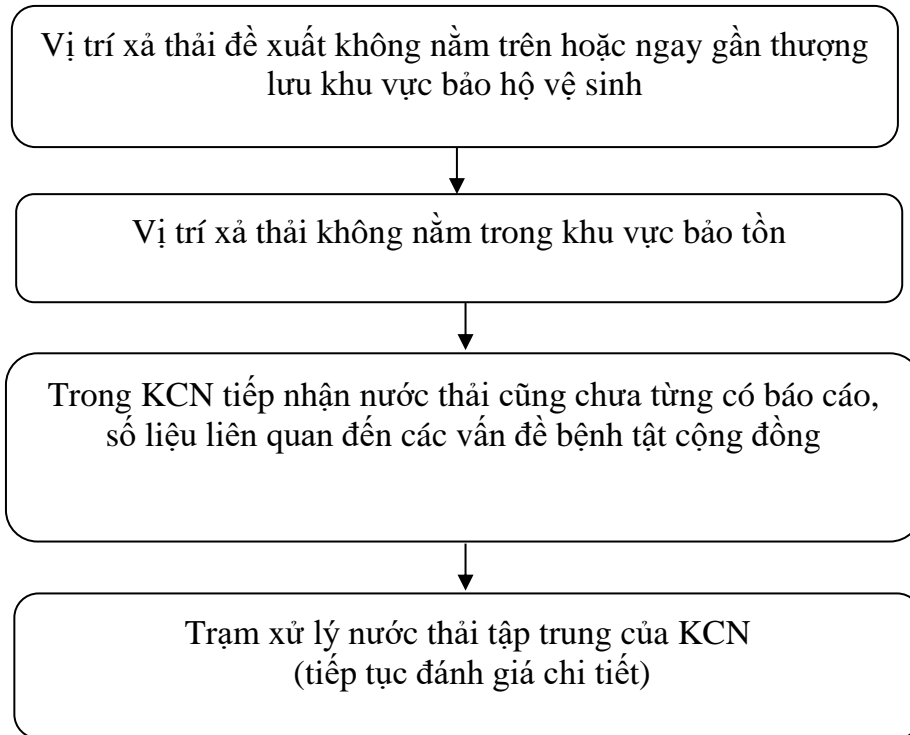 Vị trí xả thải đề xuất không nằm trên hoặc ngay gần thượng
lưu khu vực bảo hộ vệ sinh
Vị trí xả thải không nằm trong khu vực bảo tồn
Trong KCN tiếp nhận nước thải cũng chưa từng có báo cáo,
số liệu liên quan đến các vấn đề bệnh tật cộng đồng
Trạm xử lý nước thải tập trung của KCN
(tiếp tục đánh giá chi tiết)